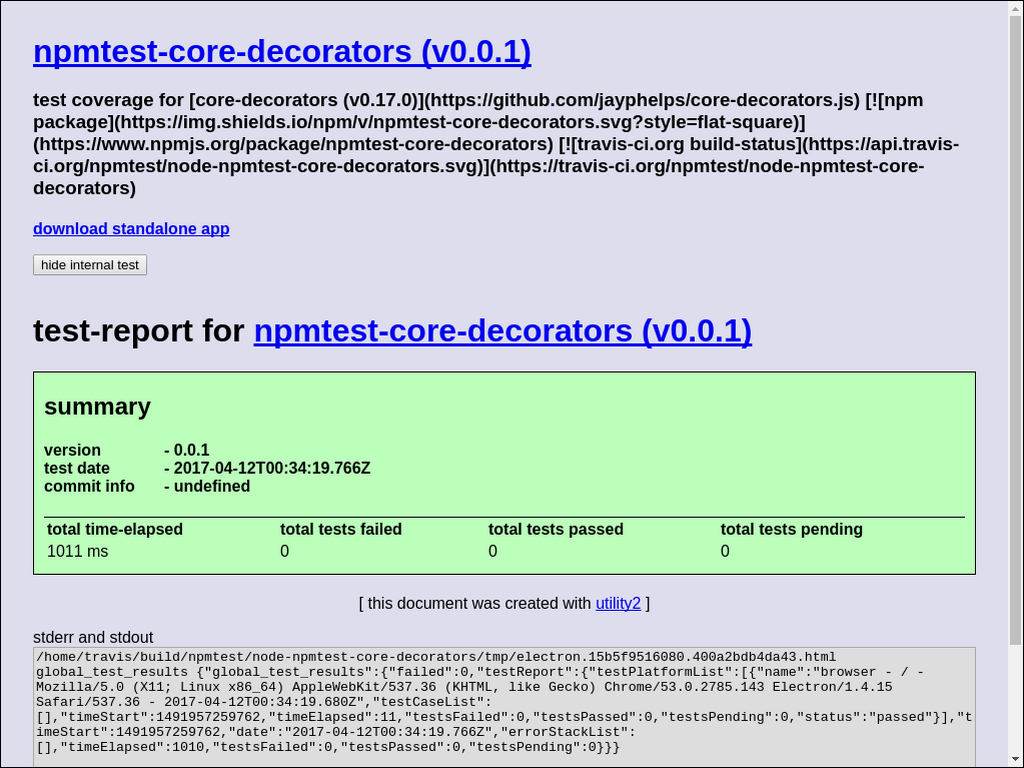 npmtest-core-decorators (v0.0.1)
test coverage for [core-decorators (v0.17.0)](https://github.com/jayphelps/core-decorators.js) [![npm
package](https://img.shields.io/npm/v/npmtest-core-decorators.svg?style=flat-square)]
(https://www.npmjs.org/package/npmtest-core-decorators) [![travis-ci.org build-status](https://api.travis-
ci.org/npmtest/node-npmtest-core-decorators.svg)](https://travis-ci.org/npmtest/node-npmtest-core-
decorators)
download standalone app
hide internal test
test-report for npmtest-core-decorators (v0.0.1)
summary
version - 0.0.1
test date - 2017-04-12T00:34:19.766Z
commit info - undefined
total time-elapsed total tests failed total tests passed total tests pending
1011 ms 0 0 0
[ this document was created with utility2 ]
stderr and stdout
/home/travis/build/npmtest/node-npmtest-core-decorators/tmp/electron.15b5f9516080.400a2bdb4da43.html
global_test_results {"global_test_results":{"failed":0,"testReport":{"testPlatformList":[{"name":"browser - / -
Mozilla/5.0 (X11; Linux x86_64) AppleWebKit/537.36 (KHTML, like Gecko) Chrome/53.0.2785.143 Electron/1.4.15
Safari/537.36 - 2017-04-12T00:34:19.680Z","testCaseList":
[],"timeStart":1491957259762,"timeElapsed":11,"testsFailed":0,"testsPassed":0,"testsPending":0,"status":"passed"}],"t
imeStart":1491957259762,"date":"2017-04-12T00:34:19.766Z","errorStackList":
[],"timeElapsed":1010,"testsFailed":0,"testsPassed":0,"testsPending":0}}}